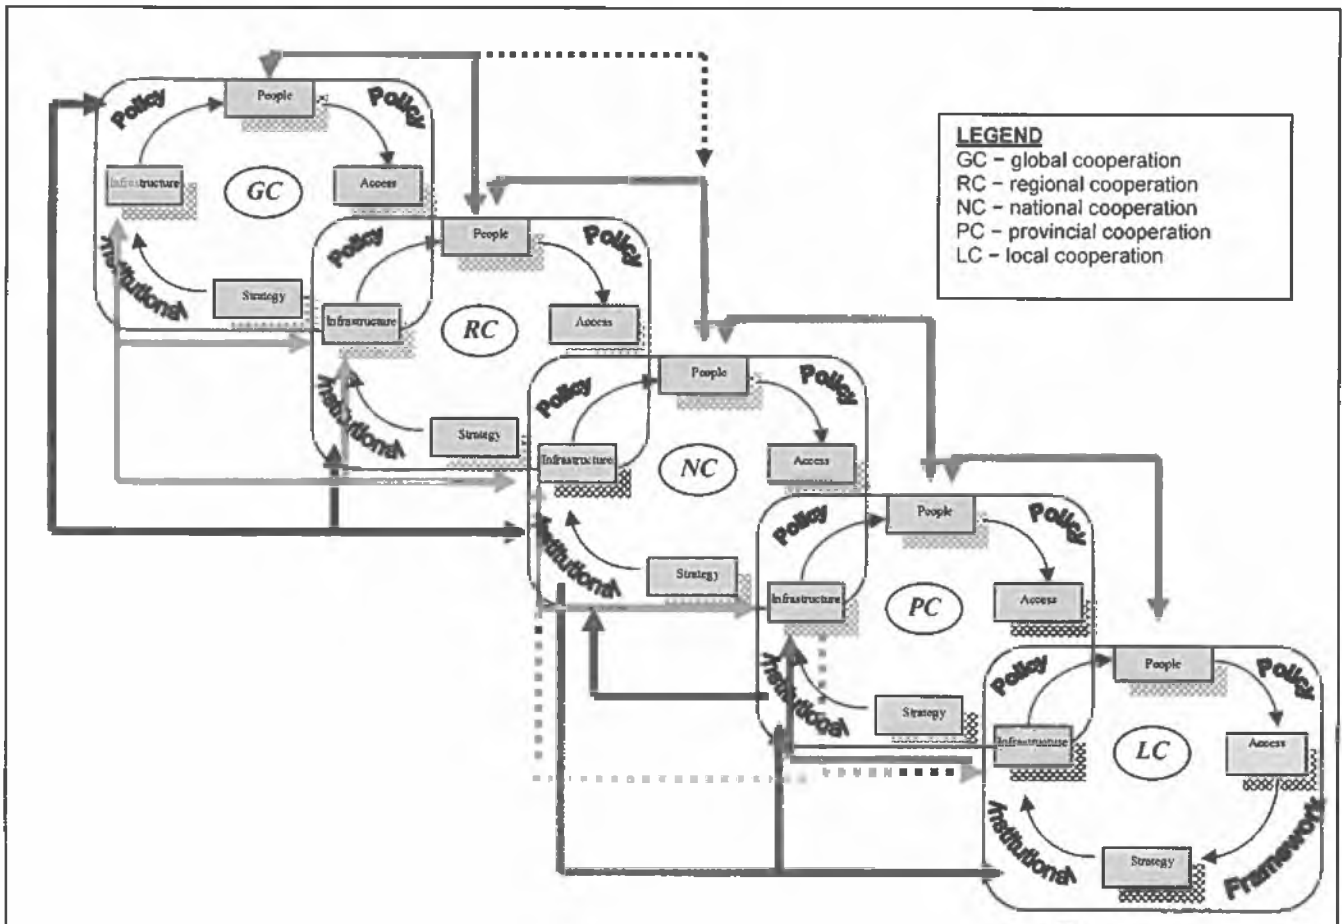 People
Policy
Policy
Infrastructure
GC
Access
Institutional
Strategy
People
Policy
Policy
Infrastructure
RC
Access
Institutional
Strategy
People
Policy
Policy
Infrastructure
NC
Access
Institutional
Strategy
People
Policy
Policy
Infrastructure
PC
Access
Institutional
Strategy
People
Policy
Policy
Infrastructure
LC
Access
Institutional
Strategy
Framework
LEGEND
GC – global cooperation
RC – regional cooperation
NC – national cooperation
PC – provincial cooperation
LC – local cooperation